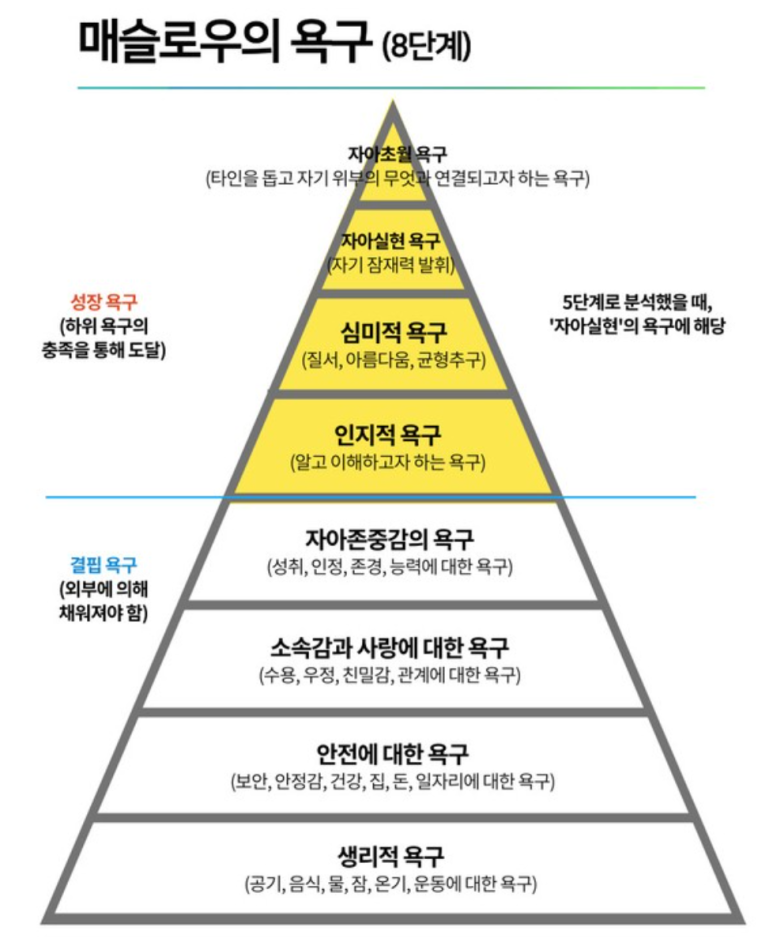 매슬로우의 욕구 (8단계)
자아초월 욕구
(타인을 돕고 자기 위부의 무엇과 연결되고자 하는 욕구)
자아실현 욕구
(자기 잠재력 발휘)
성장 욕구
(하위 욕구의
충족을 통해 도달)
5단계로 분석했을 때,
'자아실현'의 욕구에 해당
심미적 욕구
(질서, 아름다움, 균형추구)
인지적 욕구
(알고 이해하고자 하는 욕구)
자아존중감의 욕구
(성취, 인정, 존경, 능력에 대한 욕구)
결핍 욕구
(외부에 의해
채워져야 함)
소속감과 사랑에 대한 욕구
(수용, 우정, 친밀감, 관계에 대한 욕구)
안전에 대한 욕구
(보안, 안정감, 건강, 집, 돈, 일자리에 대한 욕구)
생리적 욕구
(공기, 음식, 물, 잠, 온기, 운동에 대한 욕구)